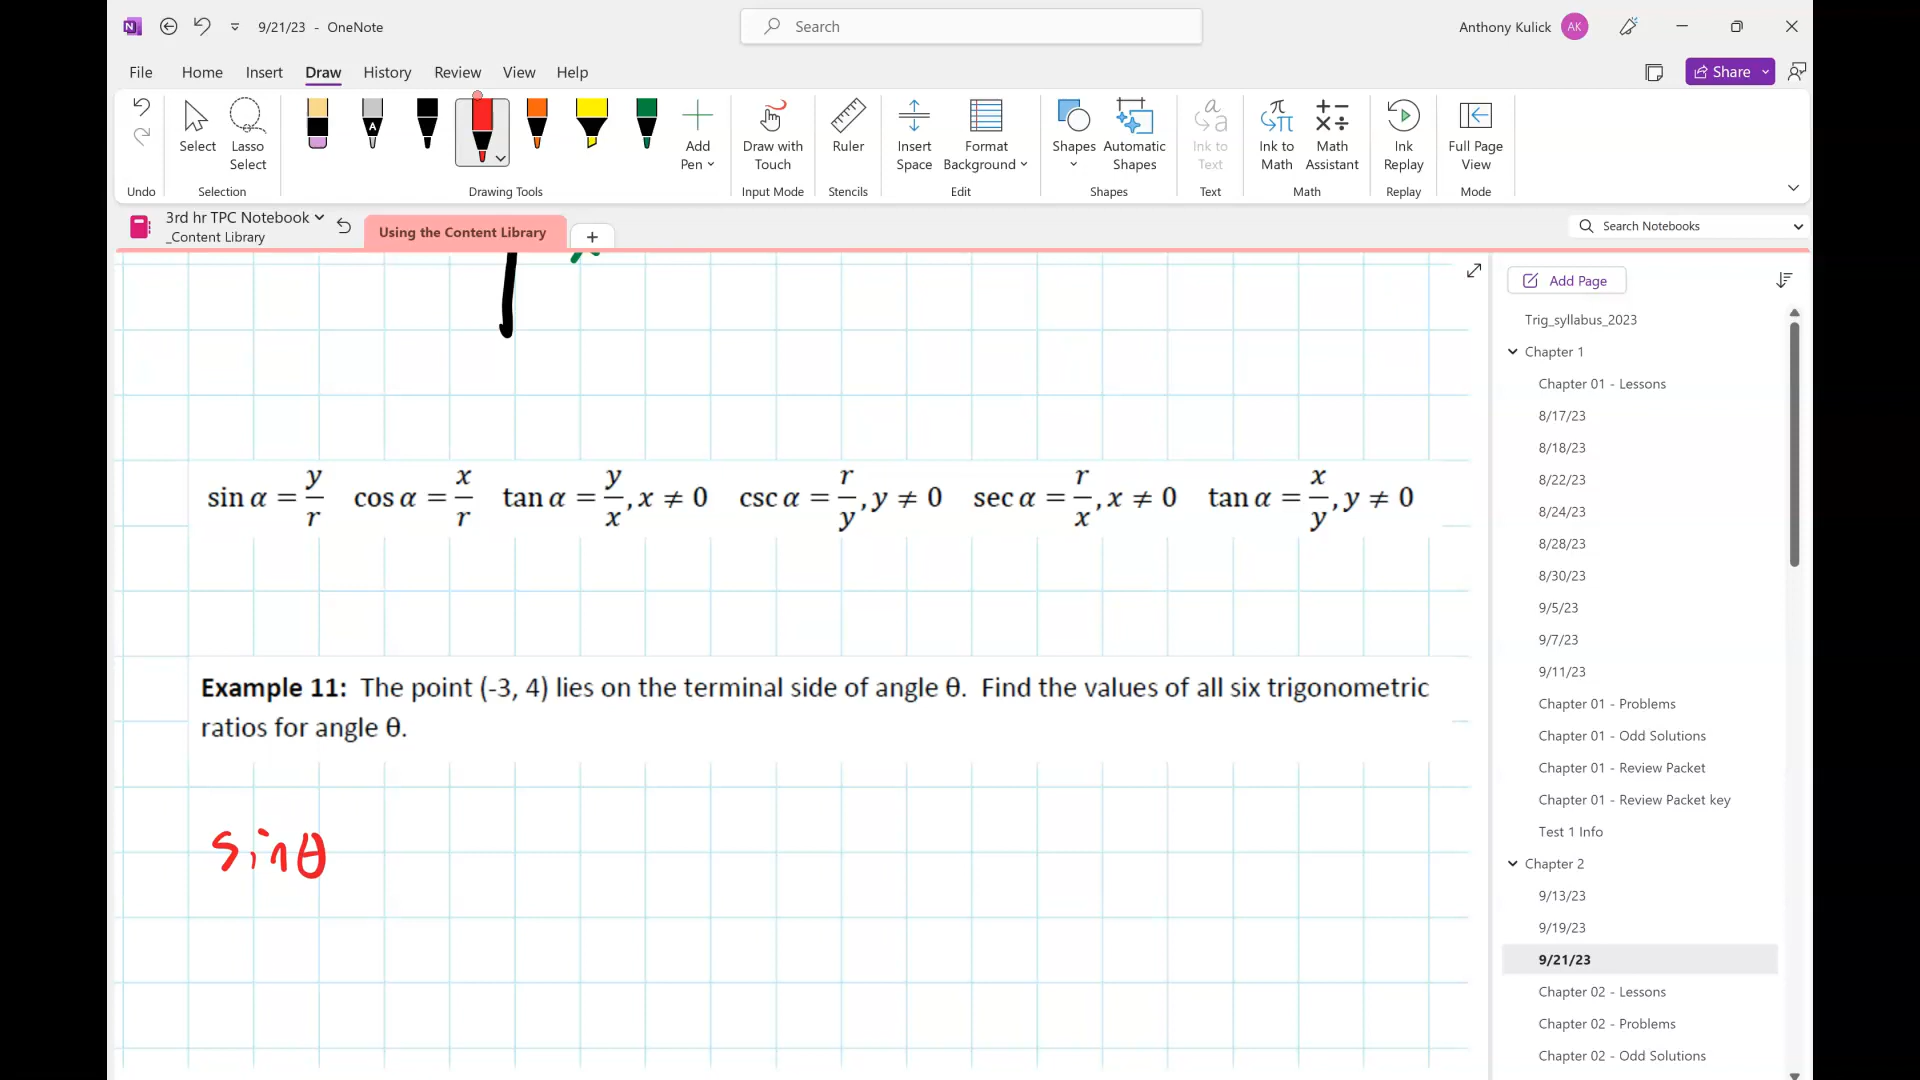 9/21/23 - OneNote
Search
Anthony Kulick AK
File Home Insert Draw History Review View Help
Share
Undo
Select
Lasso Select
Selection
A
Drawing Tools
Add Pen
Draw with Touch
Input Mode
Ruler
Stencils
Insert Space
Format Background
Edit
Shapes
Automatic Shapes
Shapes
Ink to Text
Text
Ink to Math
Math Assistant
Math
Ink Replay
Replay
Full Page View
Mode
3rd hr TPC Notebook
_Content Library
Using the Content Library
Search Notebooks
sin α = y/r cos α = x/r tan α = y/x, x ≠ 0 csc α = r/y, y ≠ 0 sec α = r/x, x ≠ 0 tan α = x/y, y ≠ 0
Example 11: The point (-3, 4) lies on the terminal side of angle θ. Find the values of all six trigonometric
ratios for angle θ.
sinθ
Add Page
Trig_syllabus_2023
Chapter 1
Chapter 01 - Lessons
8/17/23
8/18/23
8/22/23
8/24/23
8/28/23
8/30/23
9/5/23
9/7/23
9/11/23
Chapter 01 - Problems
Chapter 01 - Odd Solutions
Chapter 01 - Review Packet
Chapter 01 - Review Packet key
Test 1 Info
Chapter 2
9/13/23
9/19/23
9/21/23
Chapter 02 - Lessons
Chapter 02 - Problems
Chapter 02 - Odd Solutions